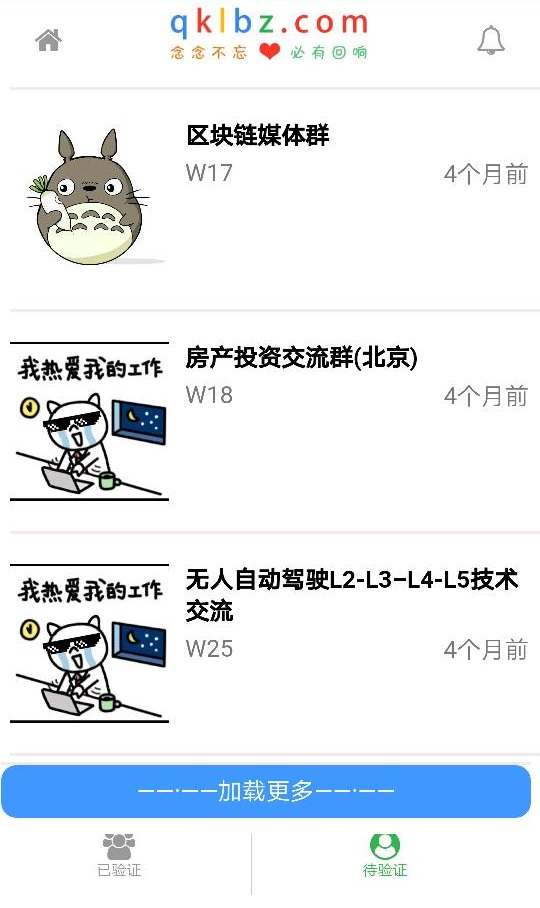 qklbz.com
念念不忘 必有回响
区块链媒体群
W17 4个月前
我热爱我的工作
房产投资交流群(北京)
W18 4个月前
我热爱我的工作
无人自动驾驶L2-L3-L4-L5技术
交流
W25 4个月前
——·——加载更多——·——
已验证 待验证